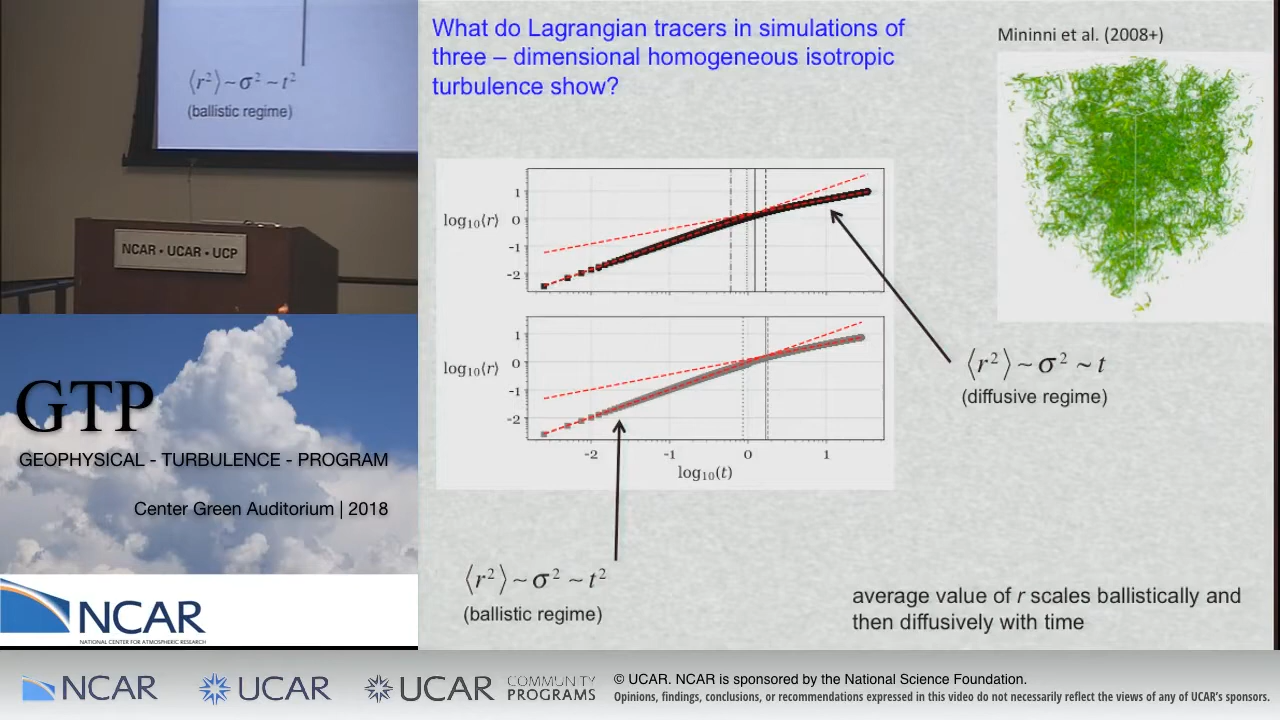 ⟨r²⟩ ~ σ² ~ t²
(ballistic regime)
NCAR • UCAR • UCP
GTP
GEOPHYSICAL - TURBULENCE - PROGRAM
Center Green Auditorium | 2018
NCAR
NATIONAL CENTER FOR ATMOSPHERIC RESEARCH
What do Lagrangian tracers in simulations of
three – dimensional homogeneous isotropic
turbulence show?
Mininni et al. (2008+)
log₁₀⟨r⟩
1
0
-1
-2
log₁₀⟨r⟩
1
0
-1
-2
-2 -1 0 1
log₁₀(t)
⟨r²⟩ ~ σ² ~ t
(diffusive regime)
⟨r²⟩ ~ σ² ~ t²
(ballistic regime)
average value of r scales ballistically and
then diffusively with time
NCAR UCAR UCAR COMMUNITY
PROGRAMS
© UCAR. NCAR is sponsored by the National Science Foundation.
Opinions, findings, conclusions, or recommendations expressed in this video do not necessarily reflect the views of any of UCAR's sponsors.